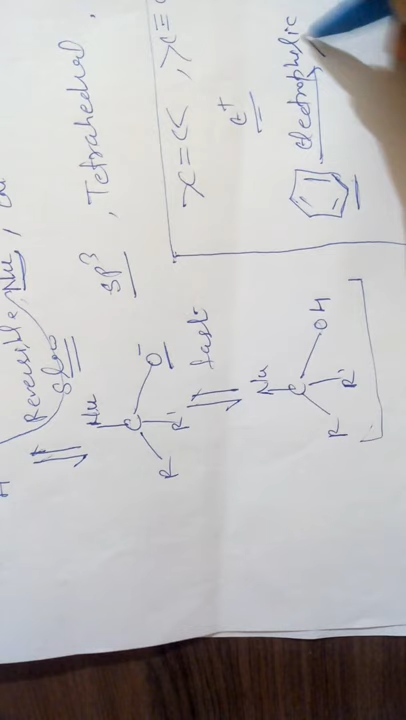 Reversible, Nu
slow
sp³, Tetrahedral,
Nu
C
O⁻
R
R'
fast
Nu
C
OH
R
R'
E⁺
electrophilic